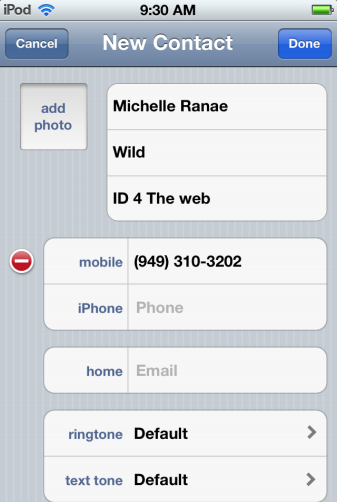 iPod 9:30 AM
Cancel New Contact Done
add
photo
Michelle Ranae
Wild
ID 4 The web
mobile (949) 310-3202
iPhone Phone
home Email
ringtone Default
text tone Default